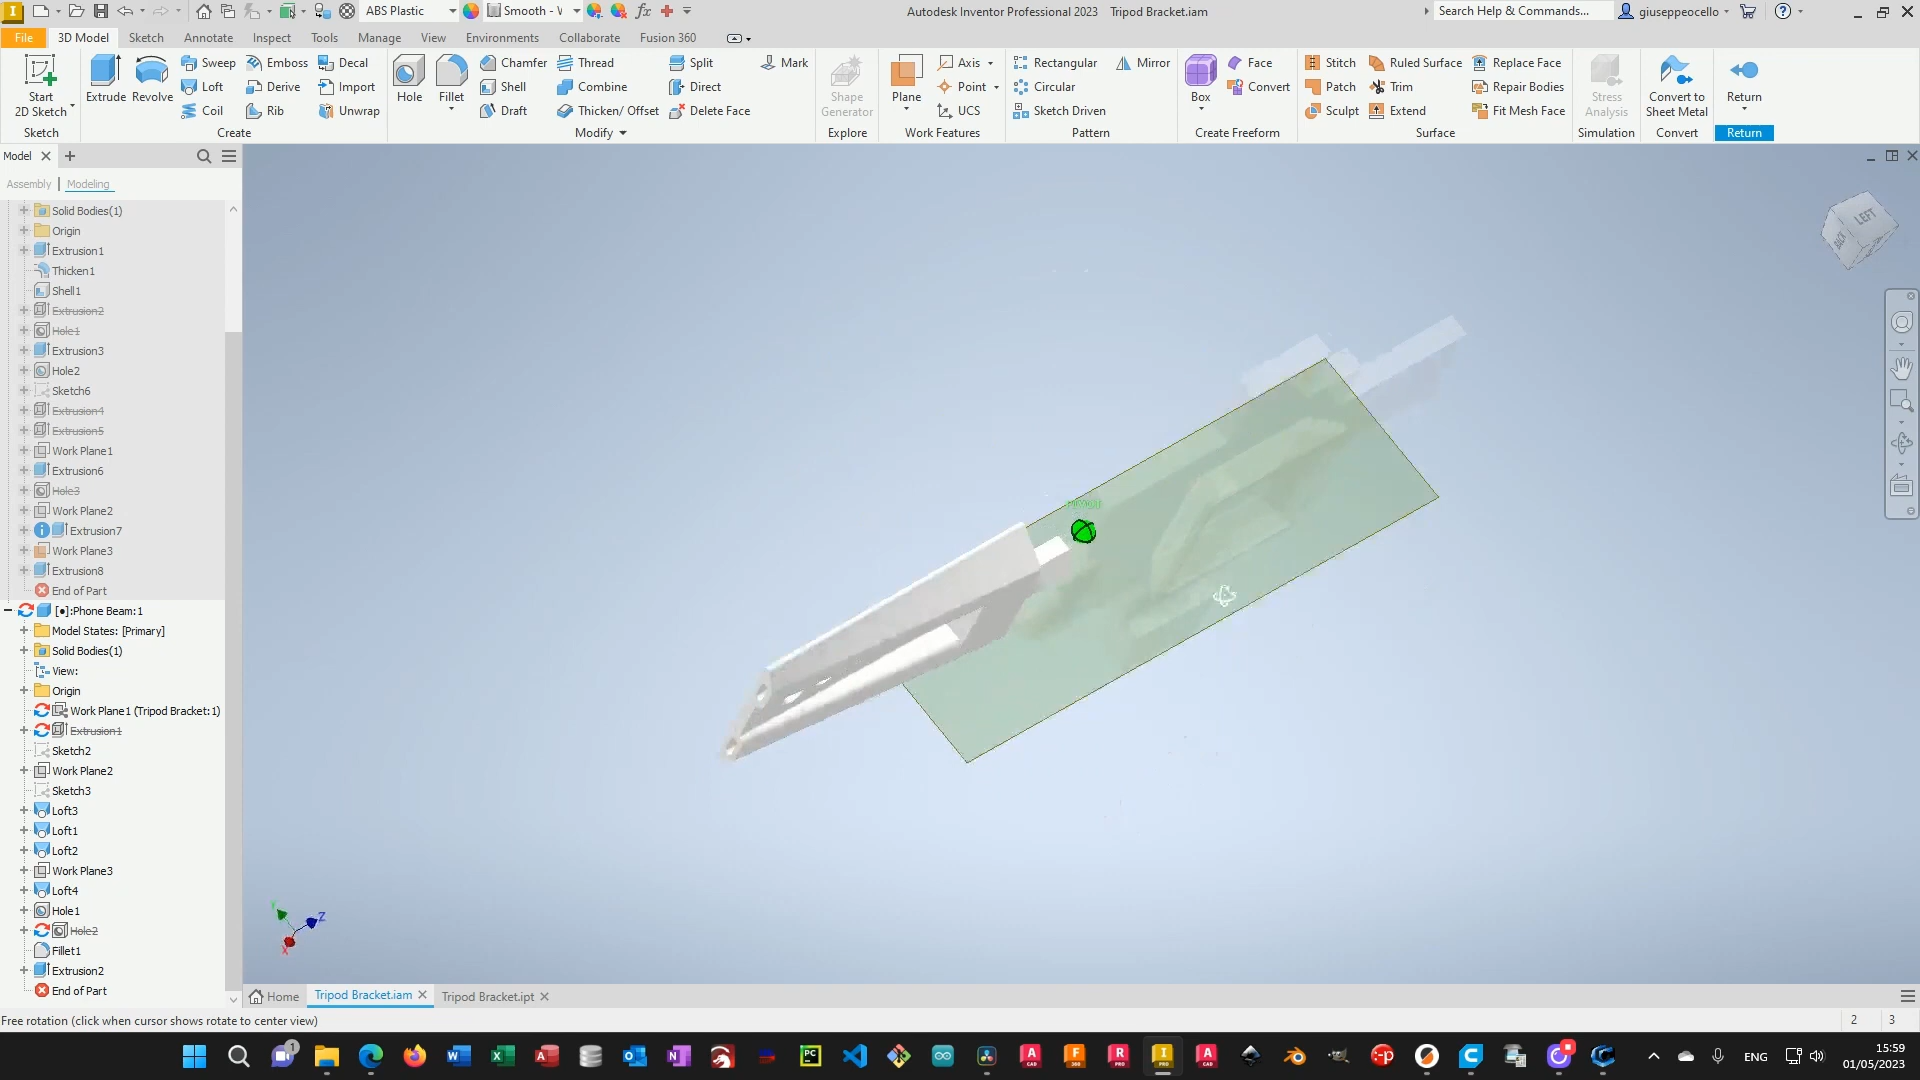 ABS Plastic
Smooth - V
Autodesk Inventor Professional 2023 Tripod Bracket.iam
Search Help & Commands...
giuseppeocello
File
3D Model
Sketch
Annotate
Inspect
Tools
Manage
View
Environments
Collaborate
Fusion 360
Start
2D Sketch
Extrude
Revolve
Sweep
Loft
Coil
Emboss
Derive
Rib
Decal
Import
Unwrap
Hole
Fillet
Chamfer
Shell
Draft
Thread
Combine
Thicken/ Offset
Split
Direct
Delete Face
Mark
Shape
Generator
Plane
Axis
Point
UCS
Rectangular
Circular
Sketch Driven
Mirror
Box
Face
Convert
Stitch
Patch
Sculpt
Ruled Surface
Trim
Extend
Replace Face
Repair Bodies
Fit Mesh Face
Stress
Analysis
Convert to
Sheet Metal
Return
Sketch
Create
Modify
Explore
Work Features
Pattern
Create Freeform
Surface
Simulation
Convert
Return
Model
Assembly
Modeling
Solid Bodies(1)
Origin
Extrusion1
Thicken1
Shell1
Extrusion2
Hole1
Extrusion3
Hole2
Sketch6
Extrusion4
Extrusion5
Work Plane1
Extrusion6
Hole3
Work Plane2
Extrusion7
Work Plane3
Extrusion8
End of Part
[●]:Phone Beam:1
Model States: [Primary]
Solid Bodies(1)
View:
Origin
Work Plane1 (Tripod Bracket:1)
Extrusion1
Sketch2
Work Plane2
Sketch3
Loft3
Loft1
Loft2
Work Plane3
Loft4
Hole1
Hole2
Fillet1
Extrusion2
End of Part
LEFT
BACK
PIVOT
Y
Z
X
Home
Tripod Bracket.iam
Tripod Bracket.ipt
Free rotation (click when cursor shows rotate to center view)
2
3
1
ENG
15:59
01/05/2023